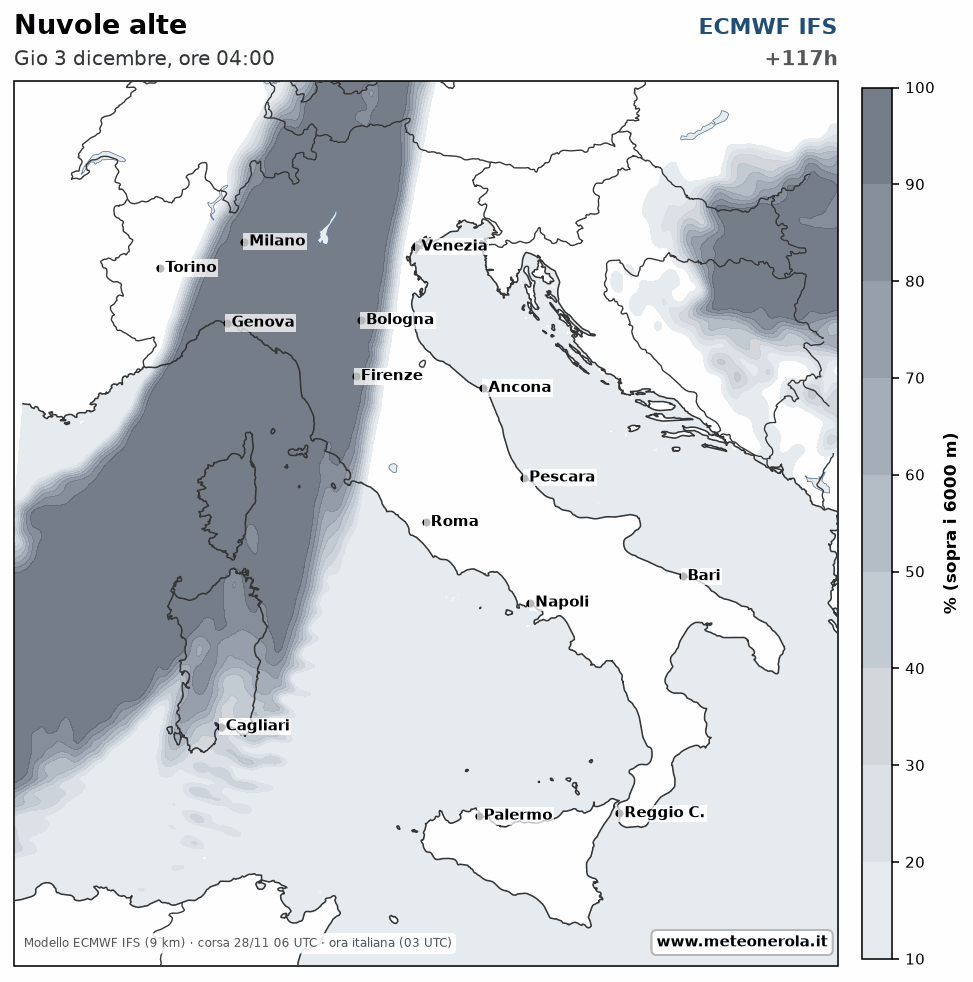 Nuvole alte
ECMWF IFS
Gio 3 dicembre, ore 04:00
+117h
Milano
Venezia
Torino
Genova
Bologna
Firenze
Ancona
Pescara
Roma
Bari
Napoli
Cagliari
Palermo
Reggio C.
Modello ECMWF IFS (9 km) · corsa 28/11 06 UTC · ora italiana (03 UTC)
www.meteonerola.it
100
90
80
70
60
50
40
30
20
10
% (sopra i 6000 m)